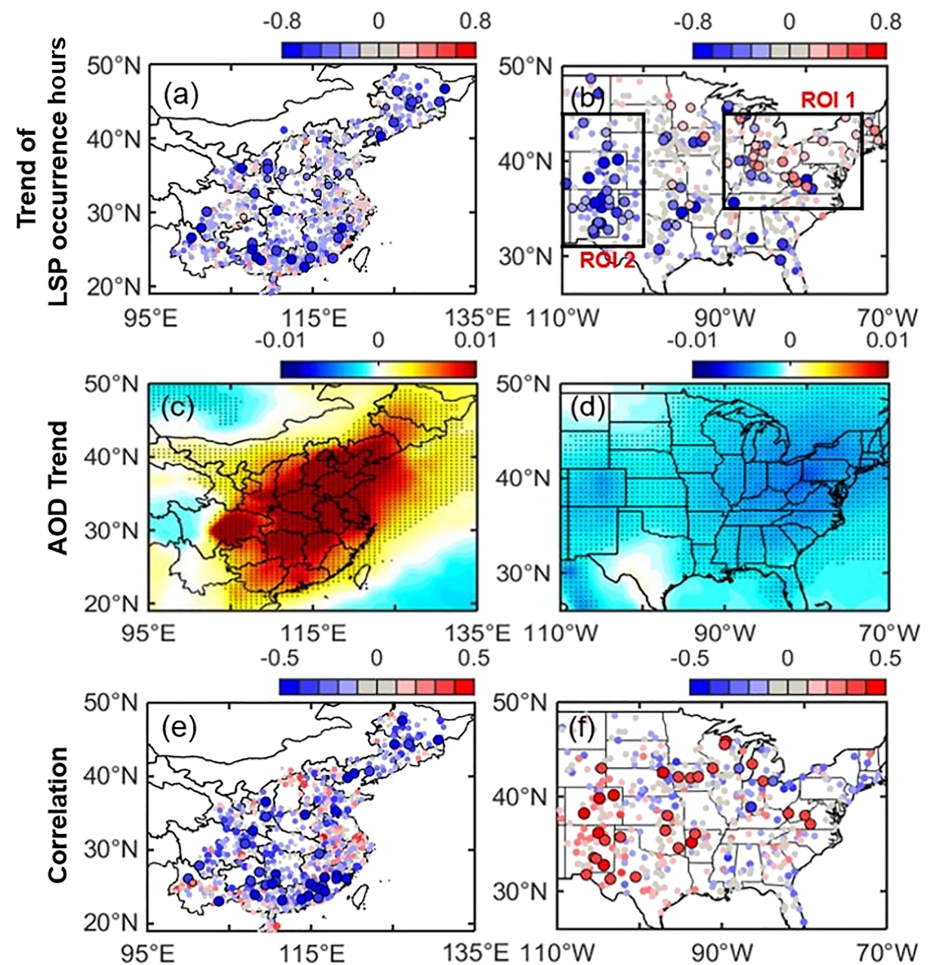 -0.8 0 0.8
-0.8 0 0.8
Trend of
LSP occurrence hours
50°N
40°N
30°N
20°N
(a)
95°E 115°E 135°E
50°N
40°N
30°N
(b)
ROI 1
ROI 2
110°W 90°W 70°W
-0.01 0 0.01
-0.01 0 0.01
AOD Trend
50°N
40°N
30°N
20°N
(c)
95°E 115°E 135°E
50°N
40°N
30°N
(d)
110°W 90°W 70°W
-0.5 0 0.5
-0.5 0 0.5
Correlation
50°N
40°N
30°N
20°N
(e)
95°E 115°E 135°E
50°N
40°N
30°N
(f)
110°W 90°W 70°W